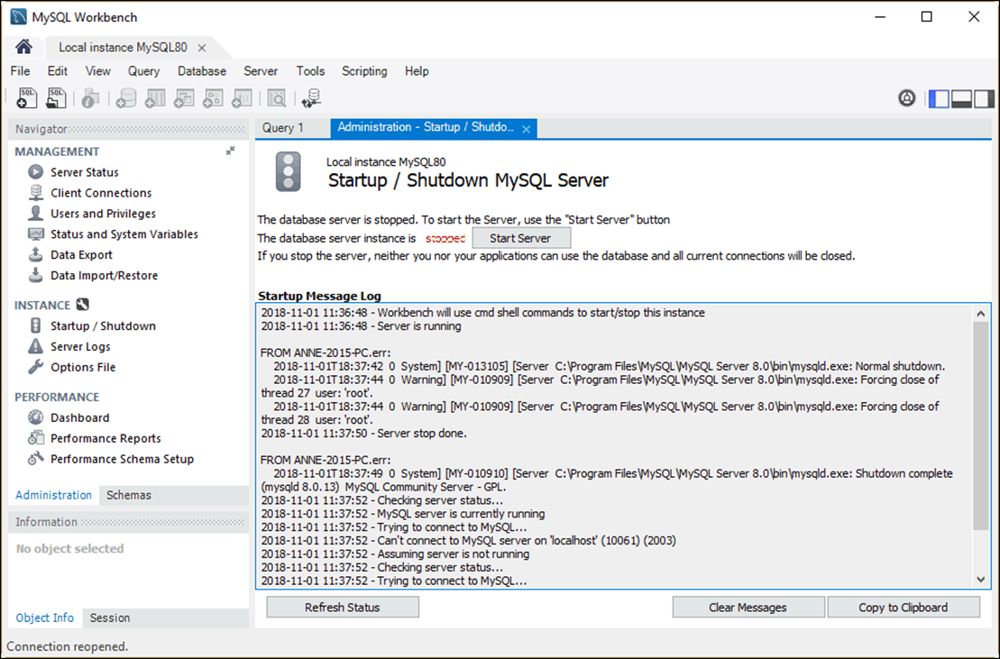 MySQL Workbench
Local instance MySQL80
File Edit View Query Database Server Tools Scripting Help
SQL SQL
Navigator
MANAGEMENT
Server Status
Client Connections
Users and Privileges
Status and System Variables
Data Export
Data Import/Restore
INSTANCE
Startup / Shutdown
Server Logs
Options File
PERFORMANCE
Dashboard
Performance Reports
Performance Schema Setup
Administration Schemas
Information
No object selected
Object Info Session
Query 1 Administration - Startup / Shutdo...
Local instance MySQL80
Startup / Shutdown MySQL Server
The database server is stopped. To start the Server, use the "Start Server" button
The database server instance is stopped Start Server
If you stop the server, neither you nor your applications can use the database and all current connections will be closed.
Startup Message Log
2018-11-01 11:36:48 - Workbench will use cmd shell commands to start/stop this instance
2018-11-01 11:36:48 - Server is running
FROM ANNE-2015-PC.err:
2018-11-01T18:37:42 0 System] [MY-013105] [Server C:\Program Files\MySQL\MySQL Server 8.0\bin\mysqld.exe: Normal shutdown.
2018-11-01T18:37:44 0 Warning] [MY-010909] [Server C:\Program Files\MySQL\MySQL Server 8.0\bin\mysqld.exe: Forcing close of
thread 27 user: 'root'.
2018-11-01T18:37:44 0 Warning] [MY-010909] [Server C:\Program Files\MySQL\MySQL Server 8.0\bin\mysqld.exe: Forcing close of
thread 28 user: 'root'.
2018-11-01 11:37:50 - Server stop done.
FROM ANNE-2015-PC.err:
2018-11-01T18:37:49 0 System] [MY-010910] [Server C:\Program Files\MySQL\MySQL Server 8.0\bin\mysqld.exe: Shutdown complete
(mysqld 8.0.13) MySQL Community Server - GPL.
2018-11-01 11:37:52 - Checking server status...
2018-11-01 11:37:52 - MySQL server is currently running
2018-11-01 11:37:52 - Trying to connect to MySQL...
2018-11-01 11:37:52 - Can't connect to MySQL server on 'localhost' (10061) (2003)
2018-11-01 11:37:52 - Assuming server is not running
2018-11-01 11:37:52 - Checking server status...
2018-11-01 11:37:52 - Trying to connect to MySQL...
Refresh Status Clear Messages Copy to Clipboard
Connection reopened.